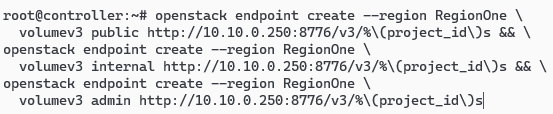 root@controller:~# openstack endpoint create --region RegionOne \
volumev3 public http://10.10.0.250:8776/v3/%\(project_id\)s && \
openstack endpoint create --region RegionOne \
volumev3 internal http://10.10.0.250:8776/v3/%\(project_id\)s && \
openstack endpoint create --region RegionOne \
volumev3 admin http://10.10.0.250:8776/v3/%\(project_id\)s